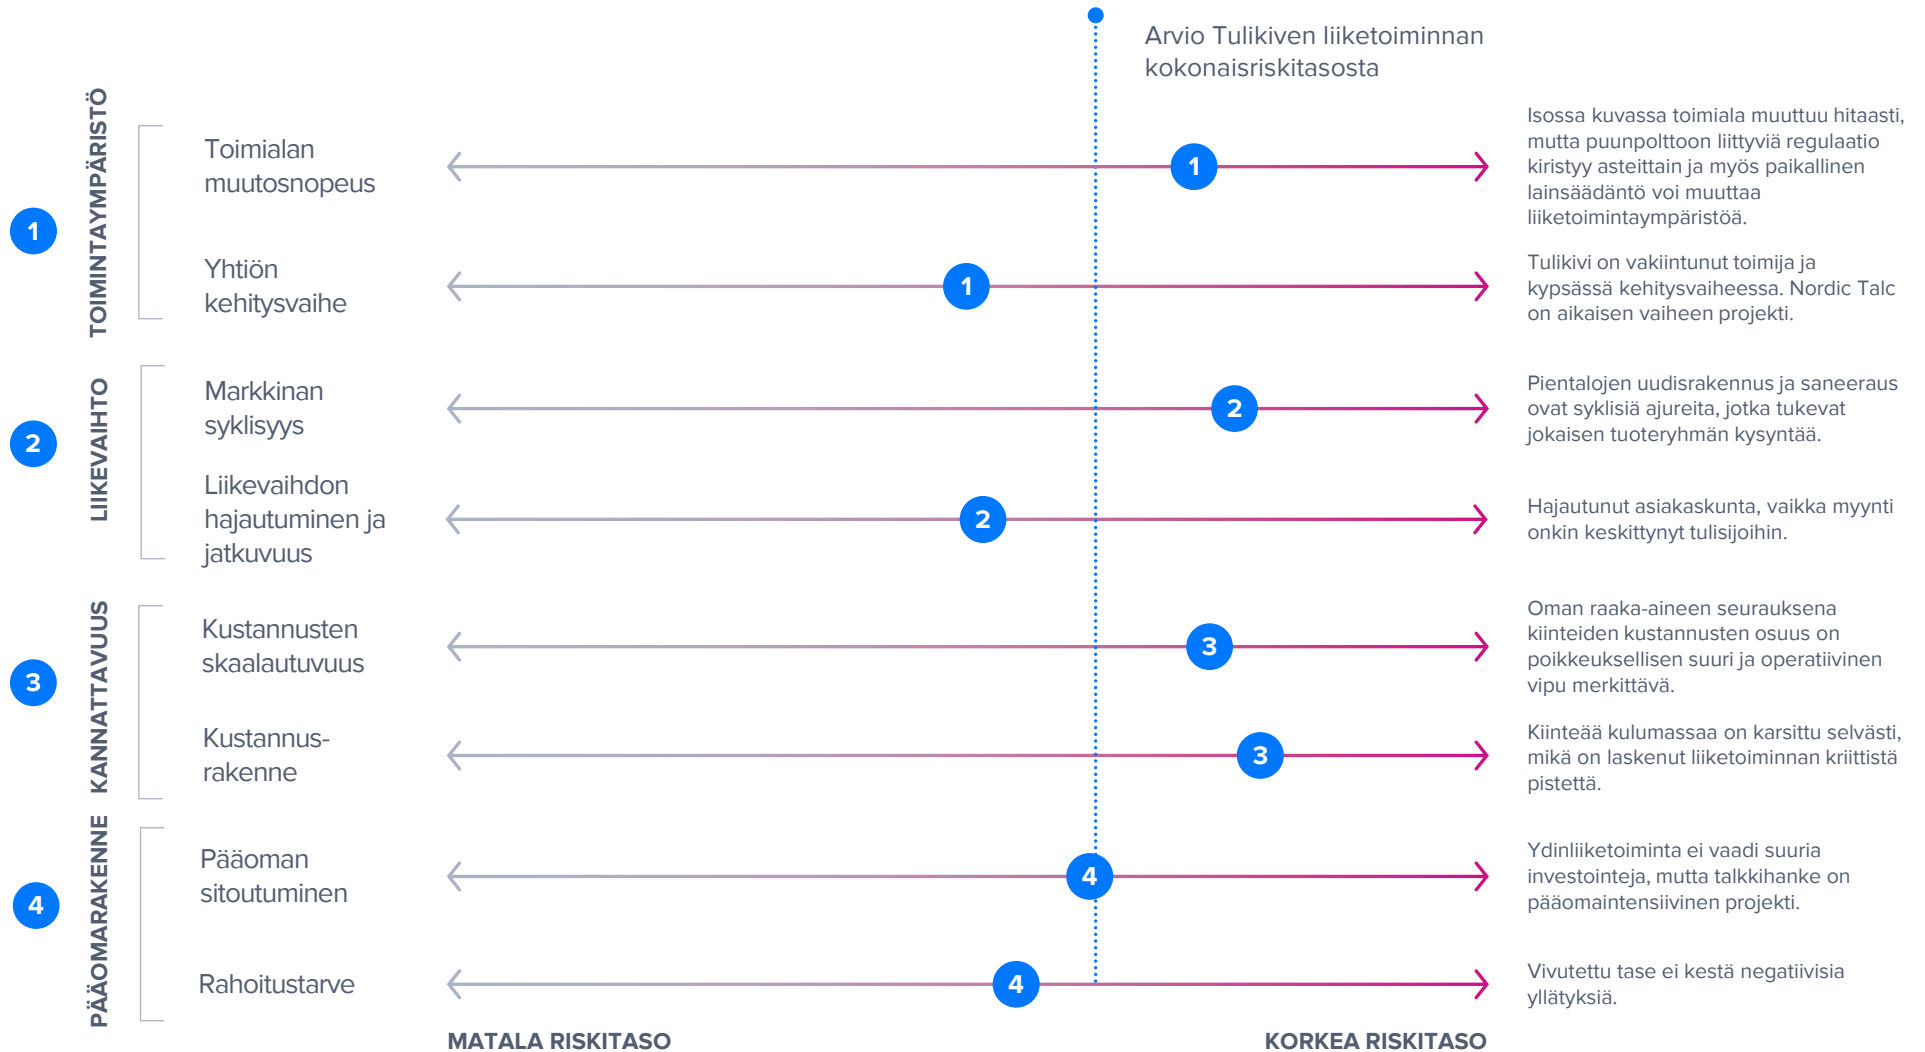 Arvio Tulikiven liiketoiminnan
kokonaisriskitasosta
1
TOIMINTAYMPÄRISTÖ
Toimialan
muutosnopeus
1
Isossa kuvassa toimiala muuttuu hitaasti,
mutta puunpolttoon liittyviä regulaatio
kiristyy asteittain ja myös paikallinen
lainsäädäntö voi muuttaa
liiketoimintaympäristöä.
Yhtiön
kehitysvaihe
1
Tulikivi on vakiintunut toimija ja
kypsässä kehitysvaiheessa. Nordic Talc
on aikaisen vaiheen projekti.
2
LIIKEVAIHTO
Markkinan
syklisyys
2
Pientalojen uudisrakennus ja saneeraus
ovat syklisiä ajureita, jotka tukevat
jokaisen tuoteryhmän kysyntää.
Liikevaihdon
hajautuminen ja
jatkuvuus
2
Hajautunut asiakaskunta, vaikka myynti
onkin keskittynyt tulisijoihin.
3
KANNATTAVUUS
Kustannusten
skaalautuvuus
3
Oman raaka-aineen seurauksena
kiinteiden kustannusten osuus on
poikkeuksellisen suuri ja operatiivinen
vipu merkittävä.
Kustannus-
rakenne
3
Kiinteää kulumassaa on karsittu selvästi,
mikä on laskenut liiketoiminnan kriittistä
pistettä.
4
PÄÄOMARAKENNE
Pääoman
sitoutuminen
4
Ydinliiketoiminta ei vaadi suuria
investointeja, mutta talkkihanke on
pääomaintensiivinen projekti.
Rahoitustarve
4
Vivutettu tase ei kestä negatiivisia
yllätyksiä.
MATALA RISKITASO
KORKEA RISKITASO